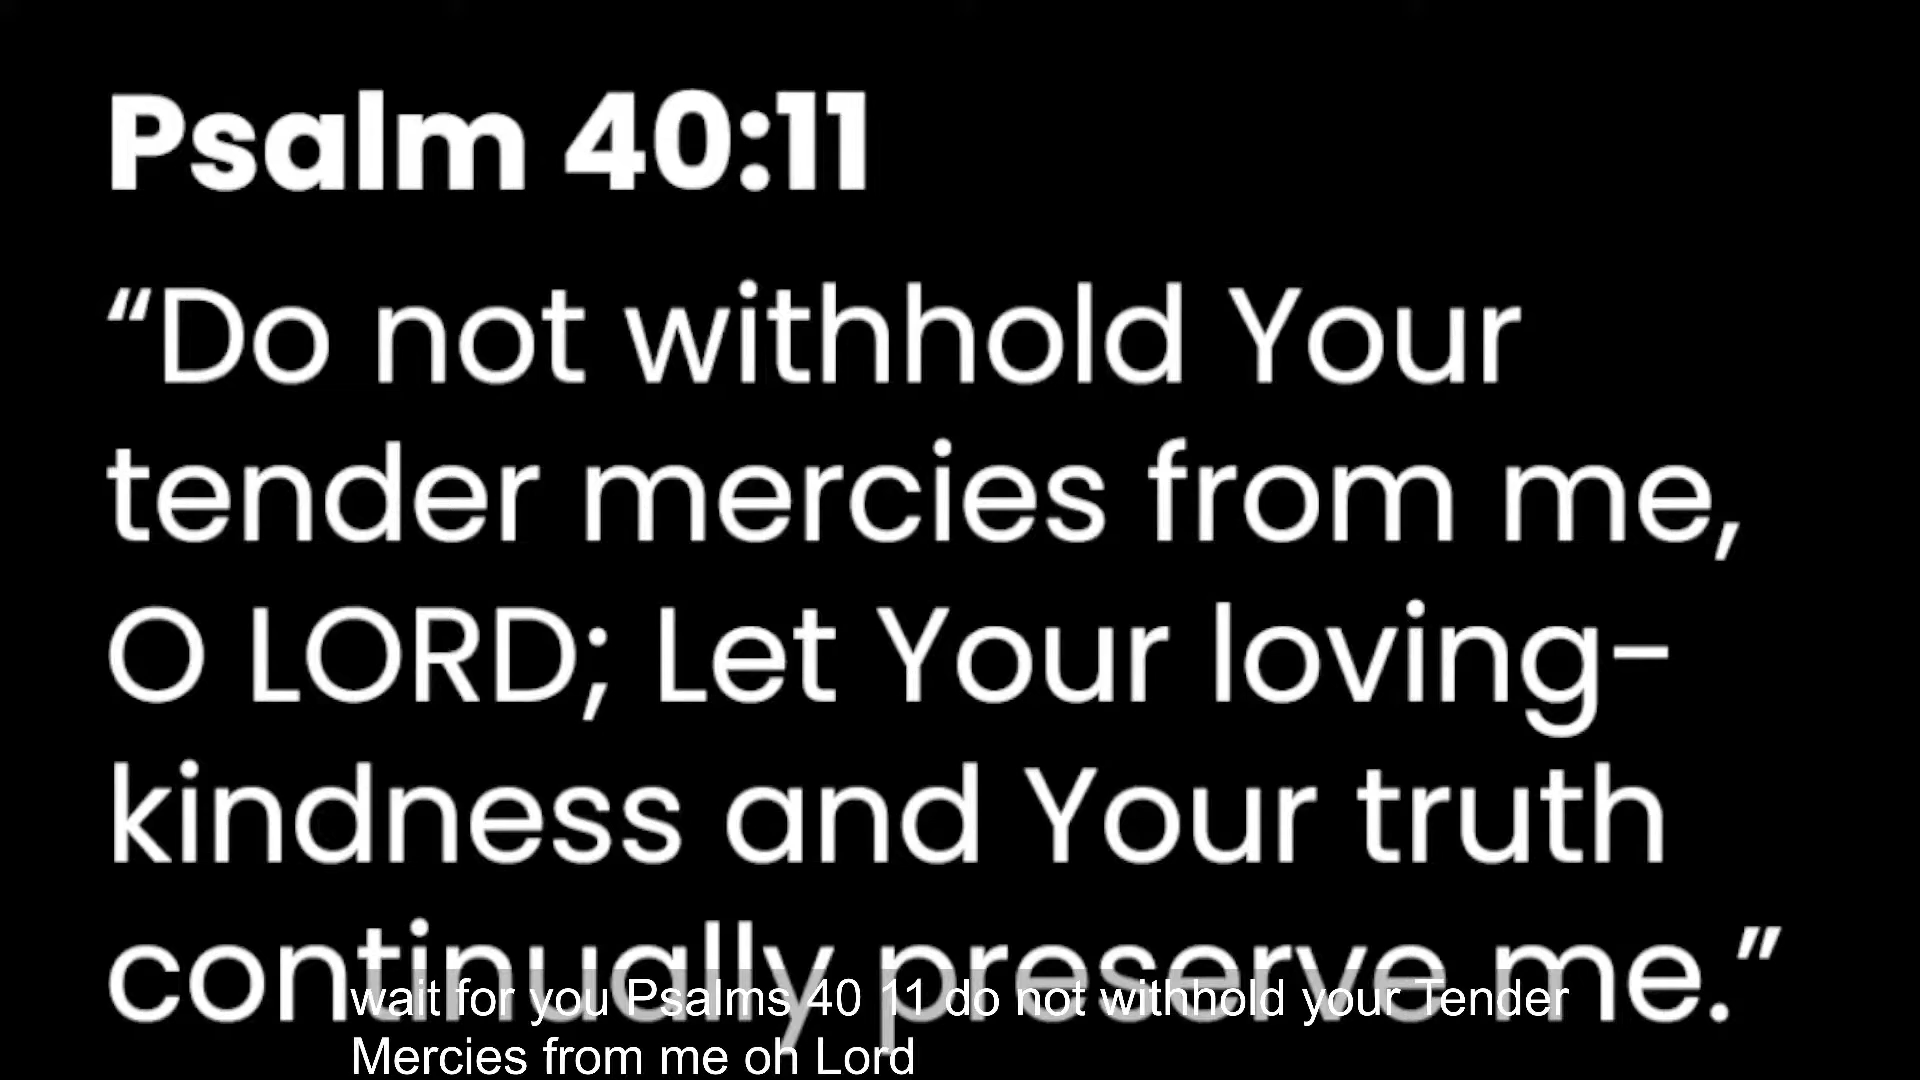 Psalm 40:11
“Do not withhold Your
tender mercies from me,
O LORD; Let Your loving-
kindness and Your truth
continually preserve me.”
wait for you Psalms 40 11 do not withhold your Tender
Mercies from me oh Lord